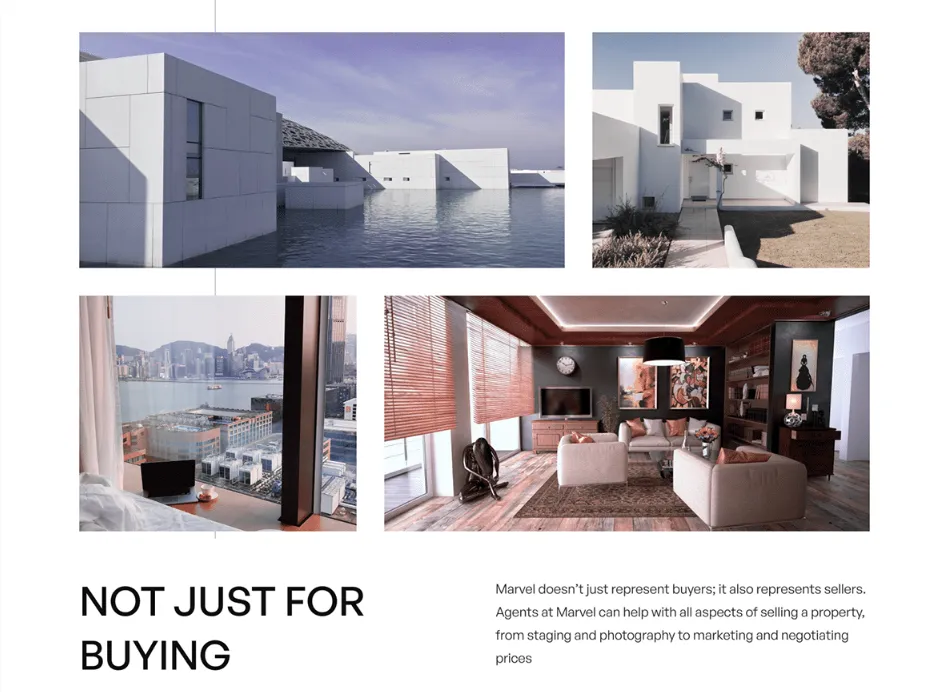 NOT JUST FOR
BUYING
Marvel doesn’t just represent buyers; it also represents sellers.
Agents at Marvel can help with all aspects of selling a property,
from staging and photography to marketing and negotiating
prices